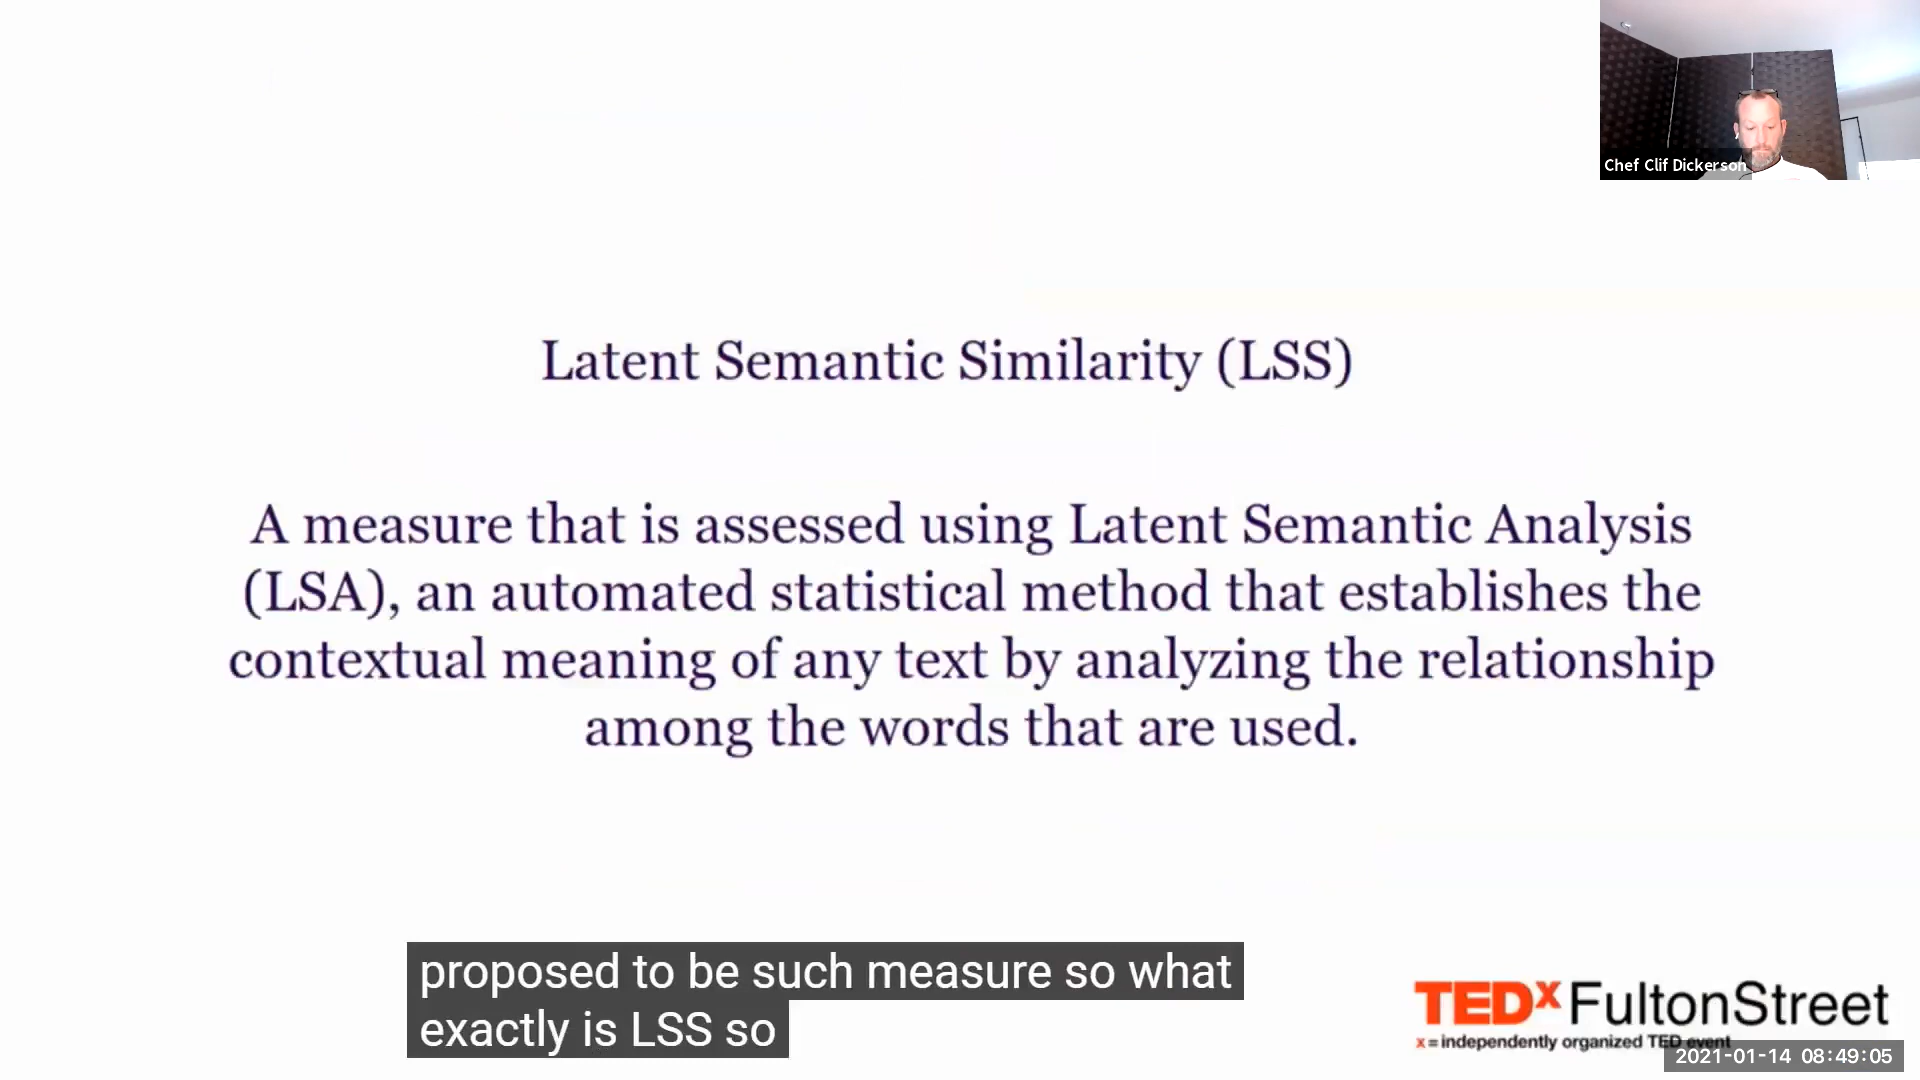 Chef Clif Dickerson
Latent Semantic Similarity (LSS)
A measure that is assessed using Latent Semantic Analysis
(LSA), an automated statistical method that establishes the
contextual meaning of any text by analyzing the relationship
among the words that are used.
proposed to be such measure so what
exactly is LSS so
TEDx FultonStreet
x = independently organized TED event
2021-01-14 08:49:05